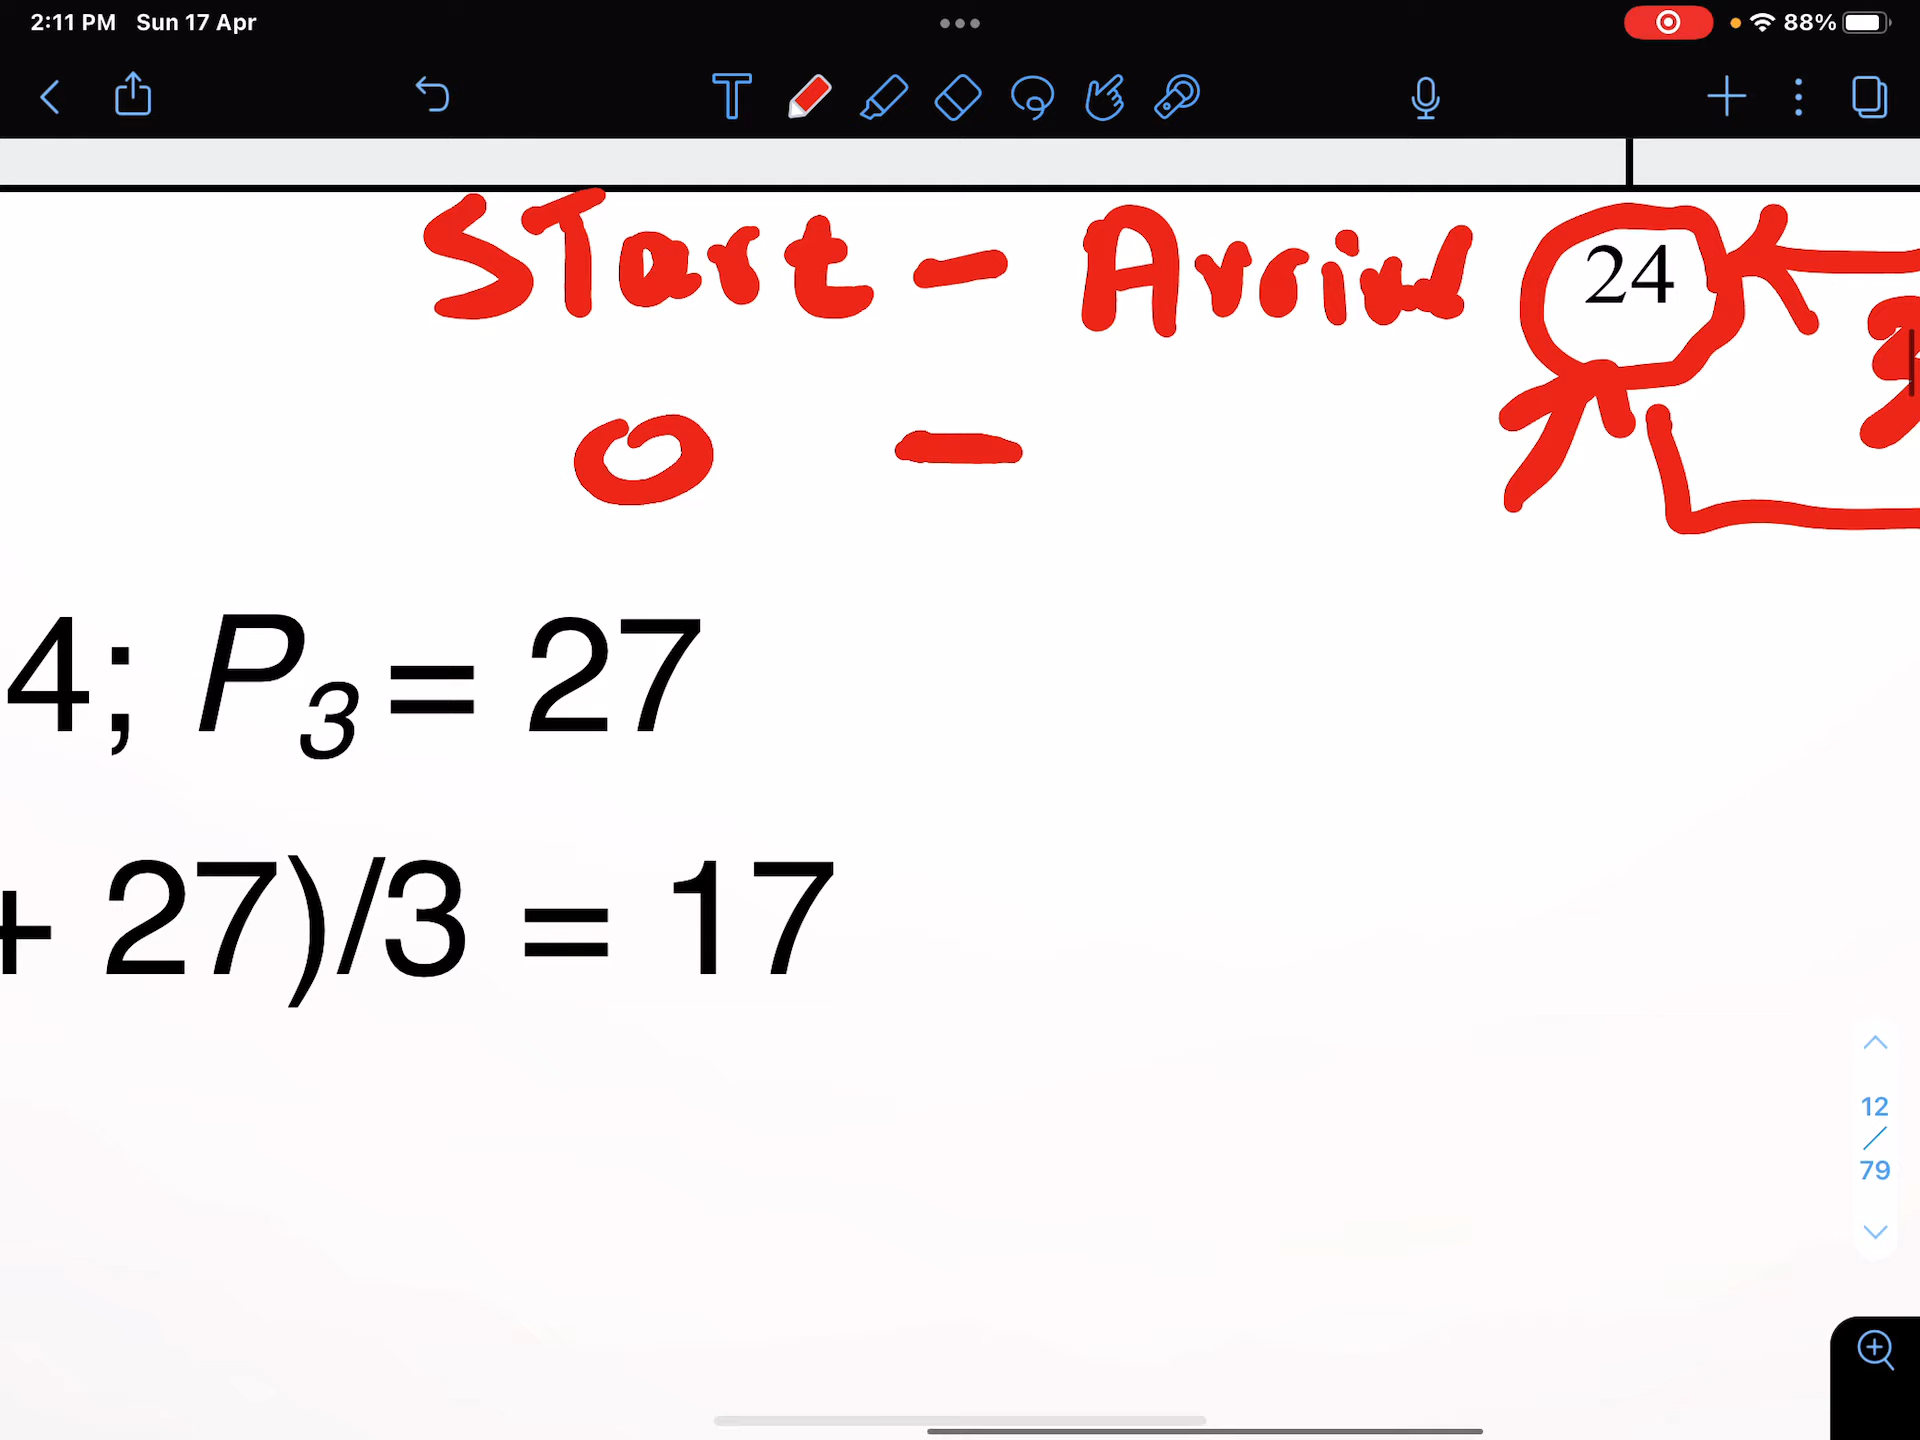 2:11 PM Sun 17 Apr
88%
T
START - Arrival 24
0 -
4; P3 = 27
+ 27)/3 = 17
12
/
79